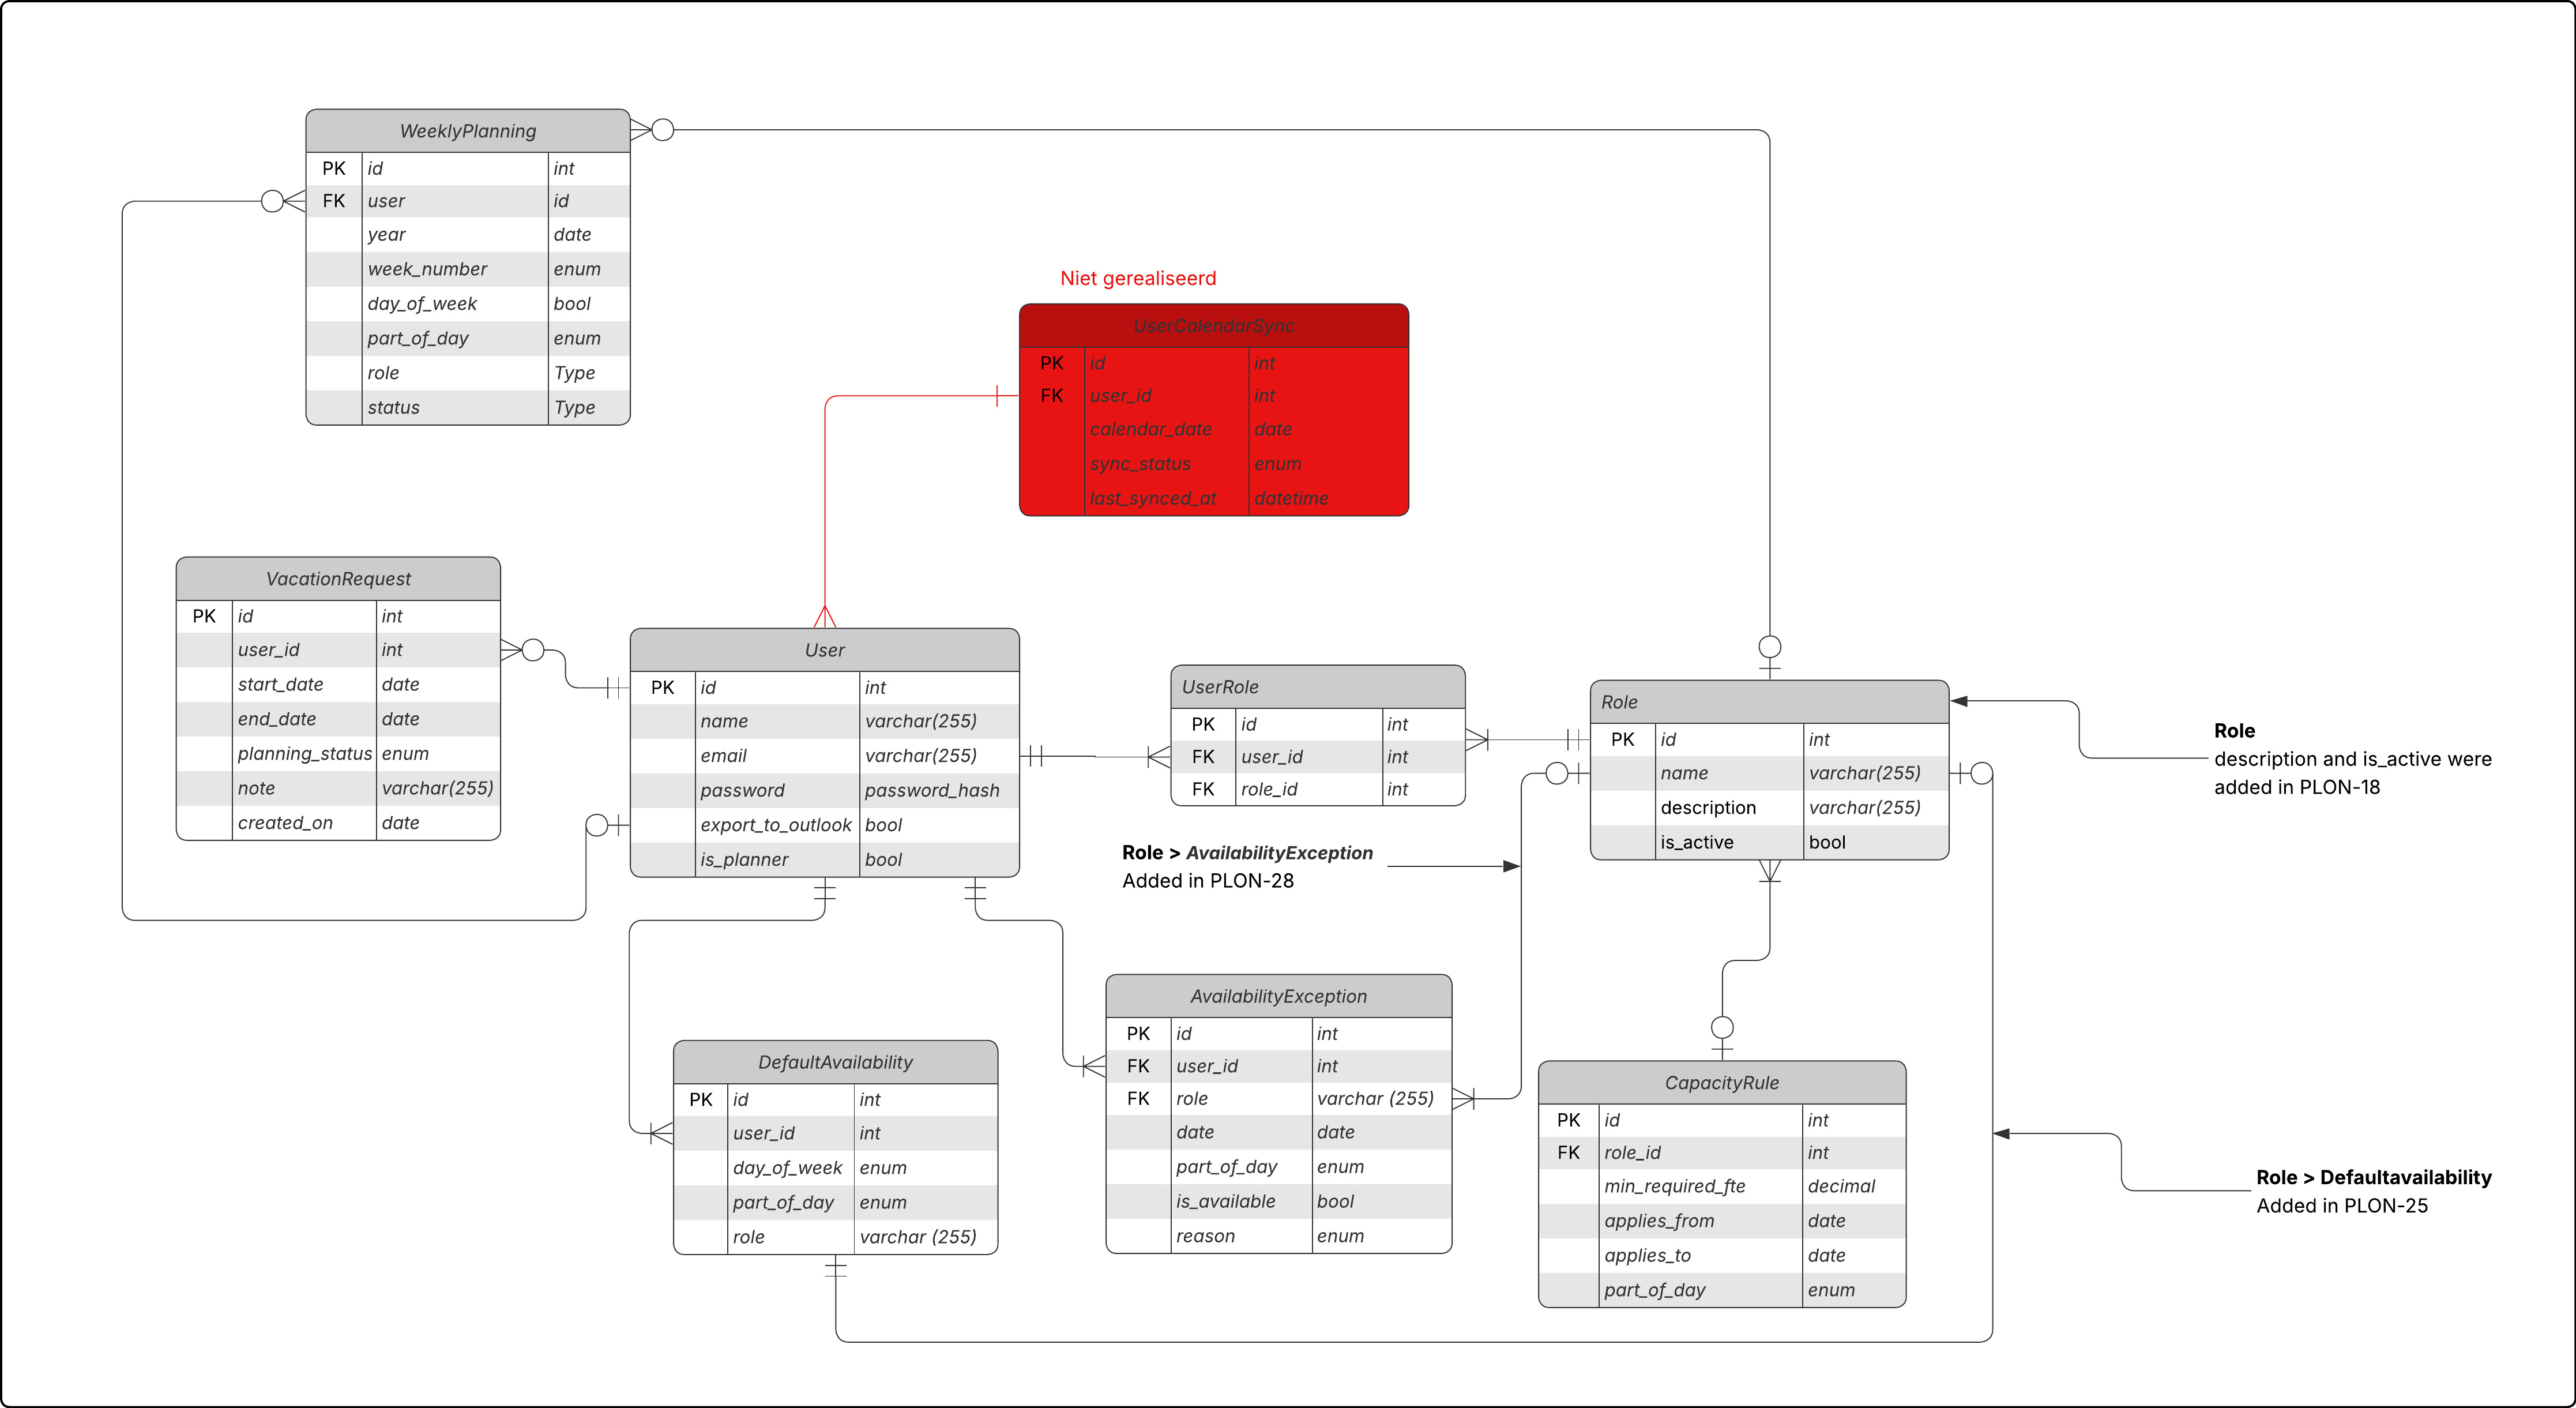 WeeklyPlanning
PK id int
FK user id
year date
week_number enum
day_of_week bool
part_of_day enum
role Type
status Type
Niet gerealiseerd
UserCalendarSync
PK id int
FK user_id int
calendar_date date
sync_status enum
last_synced_at datetime
VacationRequest
PK id int
user_id int
start_date date
end_date date
planning_status enum
note varchar(255)
created_on date
User
PK id int
name varchar(255)
email varchar(255)
password password_hash
export_to_outlook bool
is_planner bool
UserRole
PK id int
FK user_id int
FK role_id int
Role
PK id int
name varchar(255)
description varchar(255)
is_active bool
Role
description and is_active were
added in PLON-18
Role > AvailabilityException
Added in PLON-28
DefaultAvailability
PK id int
user_id int
day_of_week enum
part_of_day enum
role varchar (255)
AvailabilityException
PK id int
FK user_id int
FK role varchar (255)
date date
part_of_day enum
is_available bool
reason enum
CapacityRule
PK id int
FK role_id int
min_required_fte decimal
applies_from date
applies_to date
part_of_day enum
Role > Defaultavailability
Added in PLON-25